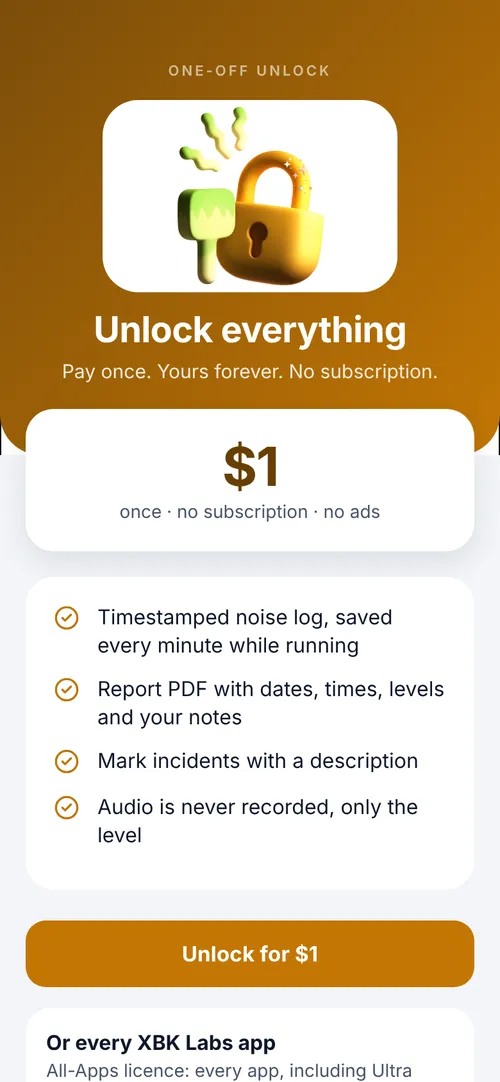 ONE-OFF UNLOCK
Unlock everything
Pay once. Yours forever. No subscription.
$1
once · no subscription · no ads
Timestamped noise log, saved
every minute while running
Report PDF with dates, times, levels
and your notes
Mark incidents with a description
Audio is never recorded, only the
level
Unlock for $1
Or every XBK Labs app
All-Apps licence: every app, including Ultra